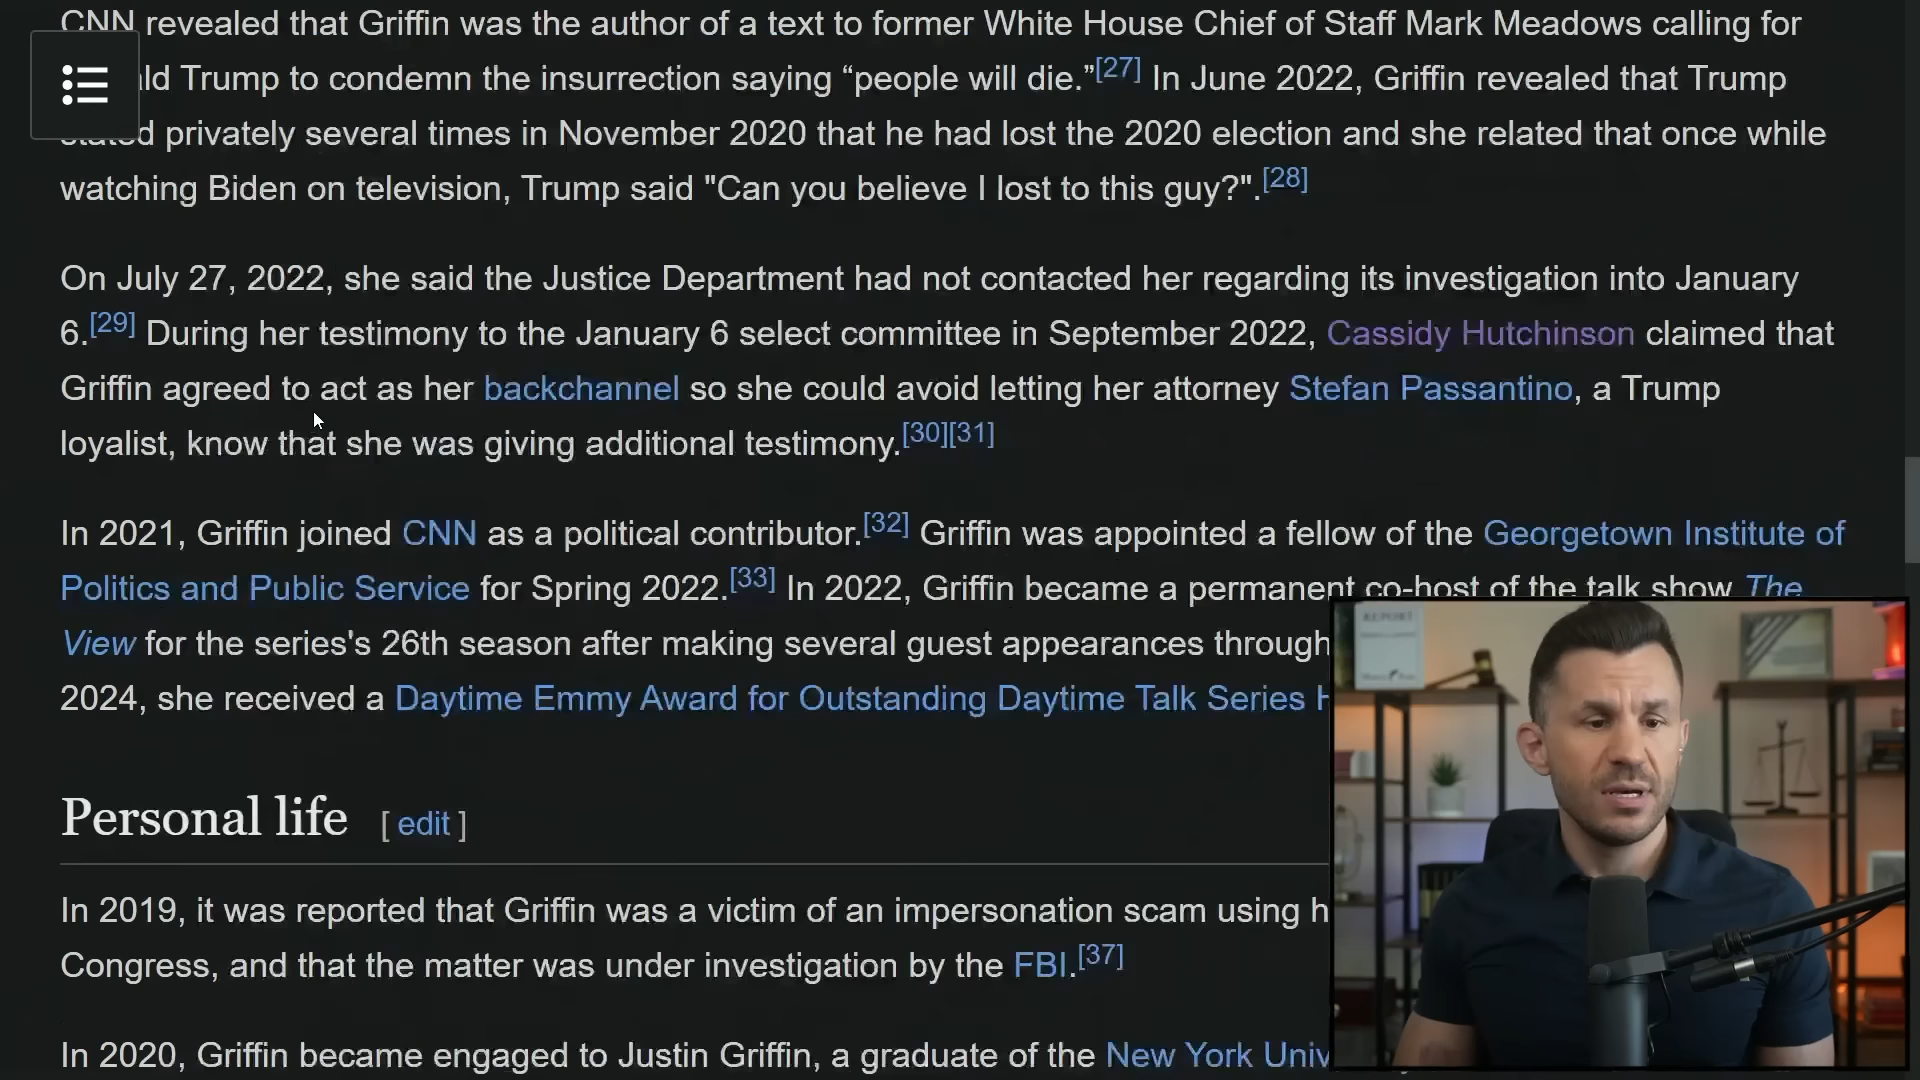 CNN revealed that Griffin was the author of a text to former White House Chief of Staff Mark Meadows calling for
ld Trump to condemn the insurrection saying “people will die.”[27] In June 2022, Griffin revealed that Trump
stated privately several times in November 2020 that he had lost the 2020 election and she related that once while
watching Biden on television, Trump said "Can you believe I lost to this guy?".[28]
On July 27, 2022, she said the Justice Department had not contacted her regarding its investigation into January
6.[29] During her testimony to the January 6 select committee in September 2022, Cassidy Hutchinson claimed that
Griffin agreed to act as her backchannel so she could avoid letting her attorney Stefan Passantino, a Trump
loyalist, know that she was giving additional testimony.[30][31]
In 2021, Griffin joined CNN as a political contributor.[32] Griffin was appointed a fellow of the Georgetown Institute of
Politics and Public Service for Spring 2022.[33] In 2022, Griffin became a permanent co-host of the talk show The
View for the series's 26th season after making several guest appearances through
2024, she received a Daytime Emmy Award for Outstanding Daytime Talk Series H
REPORT
Personal life [ edit ]
In 2019, it was reported that Griffin was a victim of an impersonation scam using h
Congress, and that the matter was under investigation by the FBI.[37]
In 2020, Griffin became engaged to Justin Griffin, a graduate of the New York Univ